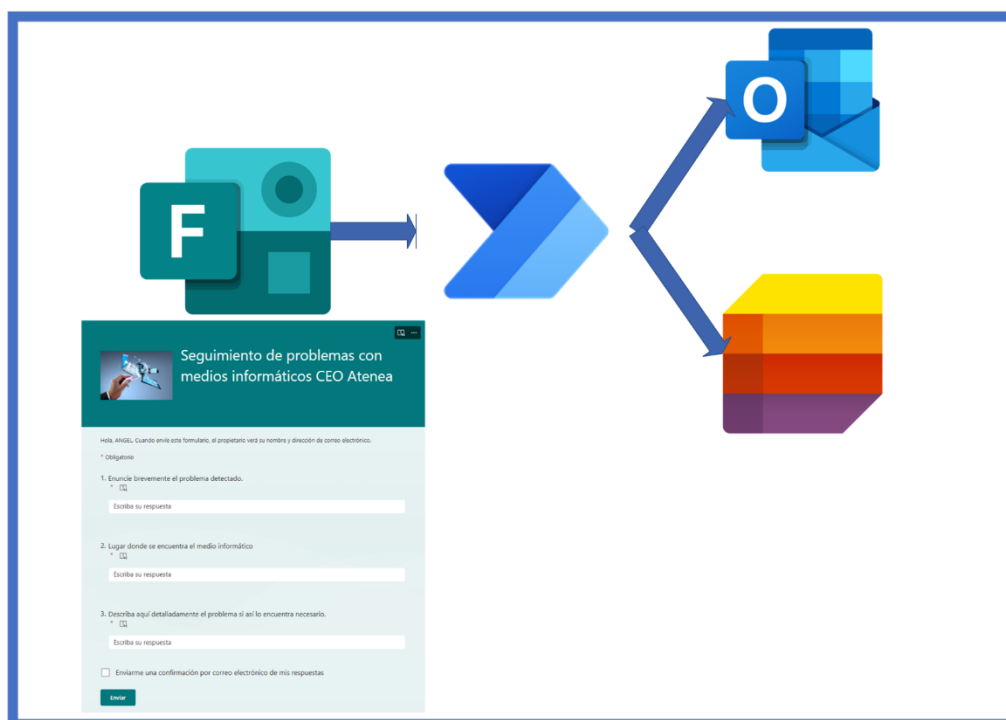 O
F
Seguimiento de problemas con
medios informáticos CEO Atenea
Hola, ANGEL. Cuando envíe este formulario, el propietario verá su nombre y dirección de correo electrónico.
* Obligatorio
1. Enuncie brevemente el problema detectado.
*
Escriba su respuesta
2. Lugar donde se encuentra el medio informático
*
Escriba su respuesta
3. Describa aquí detalladamente el problema si así lo encuentra necesario.
*
Escriba su respuesta
Enviarme una confirmación por correo electrónico de mis respuestas
Enviar